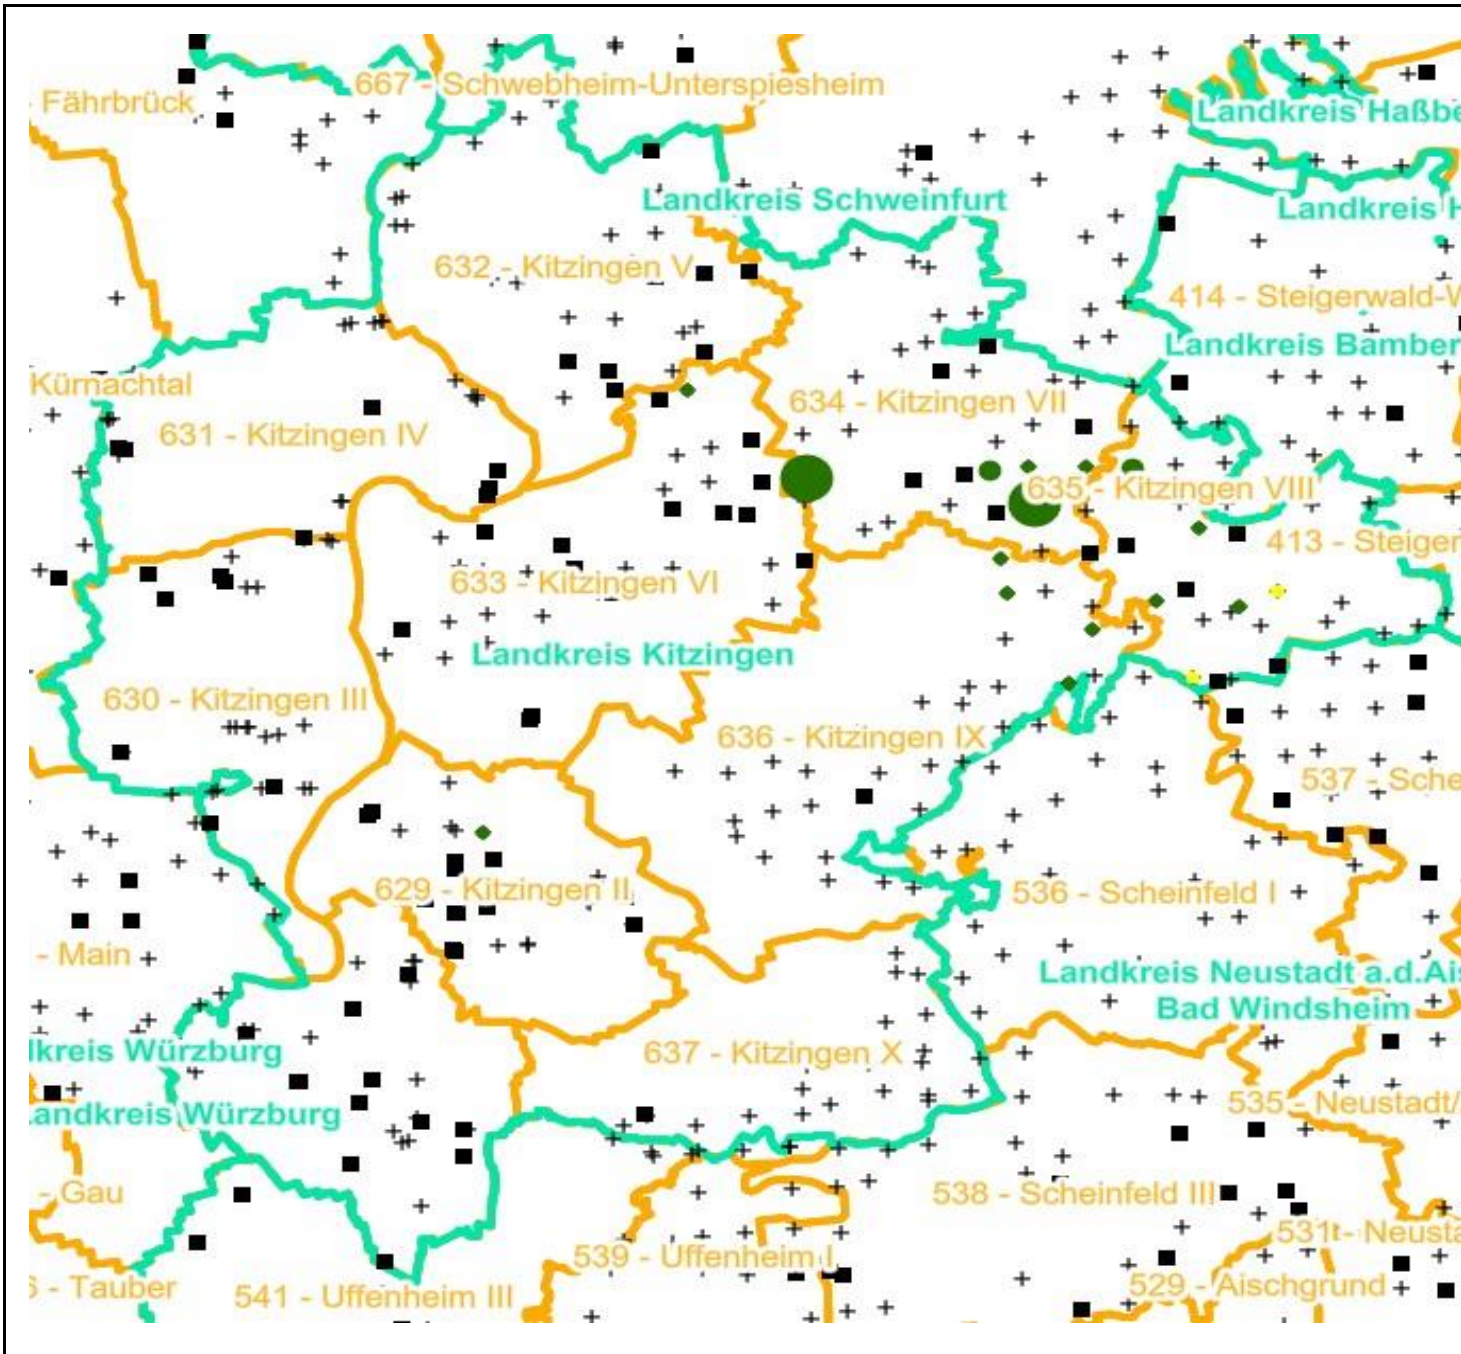 667 - Schwebheim-Unterspiesheim
Fährbrück
Landkreis Haßbe
Landkreis Schweinfurt
Landkreis H
632 - Kitzingen V
414 - Steigerwald-W
Landkreis Bamber
Kürnachtal
634 - Kitzingen VII
631 - Kitzingen IV
635 - Kitzingen VIII
413 - Steiger
633 - Kitzingen VI
Landkreis Kitzingen
630 - Kitzingen III
636 - Kitzingen IX
537 - Sche
629 - Kitzingen II
536 - Scheinfeld I
- Main
Landkreis Neustadt a.d.Ais
Bad Windsheim
lkreis Würzburg
637 - Kitzingen X
535 - Neustadt/
andkreis Würzburg
- Gau
538 - Scheinfeld III
531 - Neusta
539 - Uffenheim I
6 - Tauber
541 - Uffenheim III
529 - Aischgrund